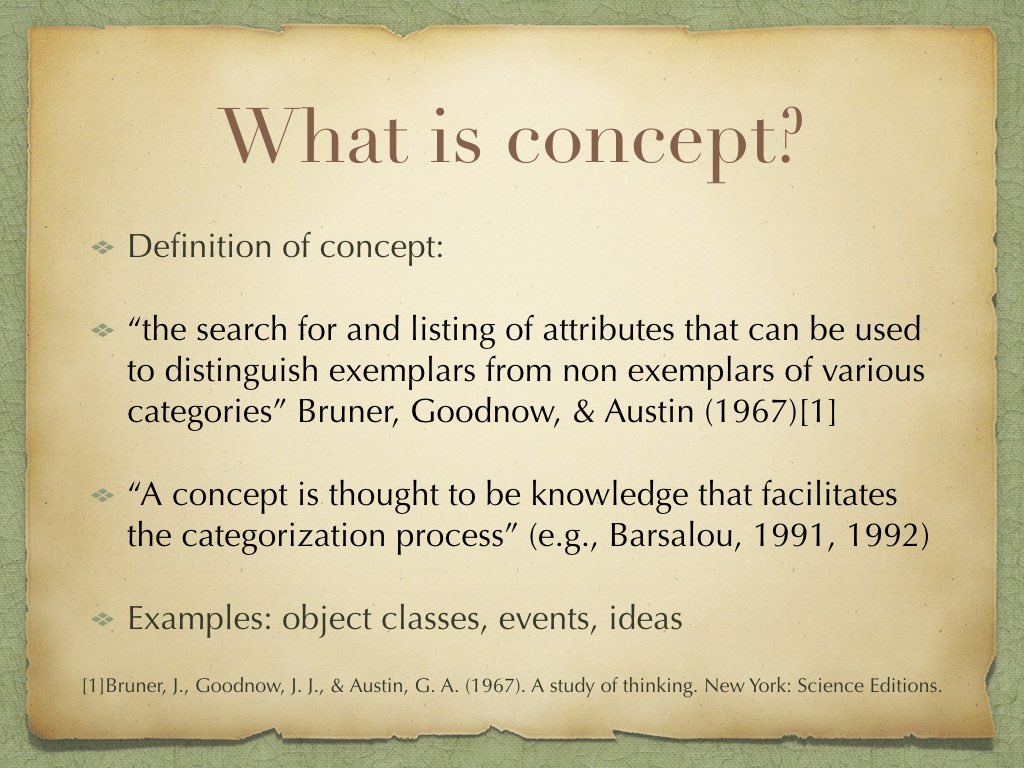 What is concept?
Definition of concept:
“the search for and listing of attributes that can be used
to distinguish exemplars from non exemplars of various
categories” Bruner, Goodnow, & Austin (1967)[1]
“A concept is thought to be knowledge that facilitates
the categorization process” (e.g., Barsalou, 1991, 1992)
Examples: object classes, events, ideas
[1]Bruner, J., Goodnow, J. J., & Austin, G. A. (1967). A study of thinking. New York: Science Editions.